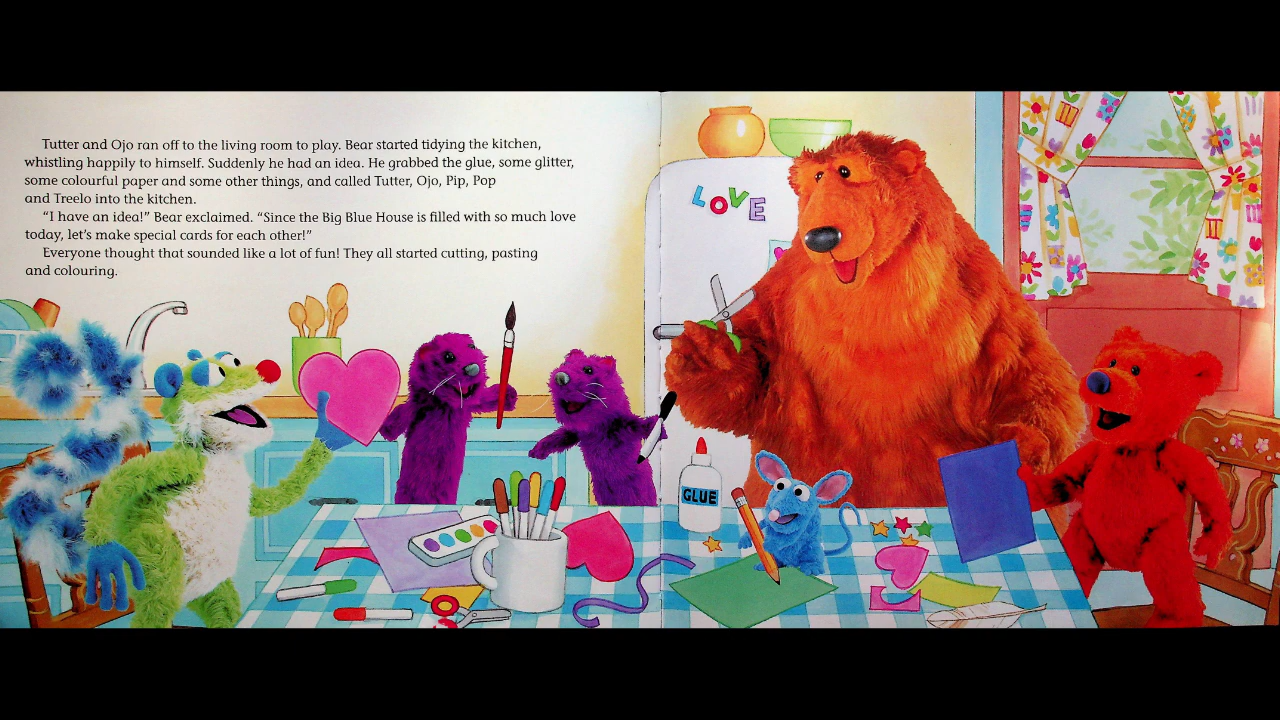 Tutter and Ojo ran off to the living room to play. Bear started tidying the kitchen,
whistling happily to himself. Suddenly he had an idea. He grabbed the glue, some glitter,
some colourful paper and some other things, and called Tutter, Ojo, Pip, Pop
and Treelo into the kitchen.
“I have an idea!” Bear exclaimed. “Since the Big Blue House is filled with so much love
today, let’s make special cards for each other!”
Everyone thought that sounded like a lot of fun! They all started cutting, pasting
and colouring.
LOVE
GLUE